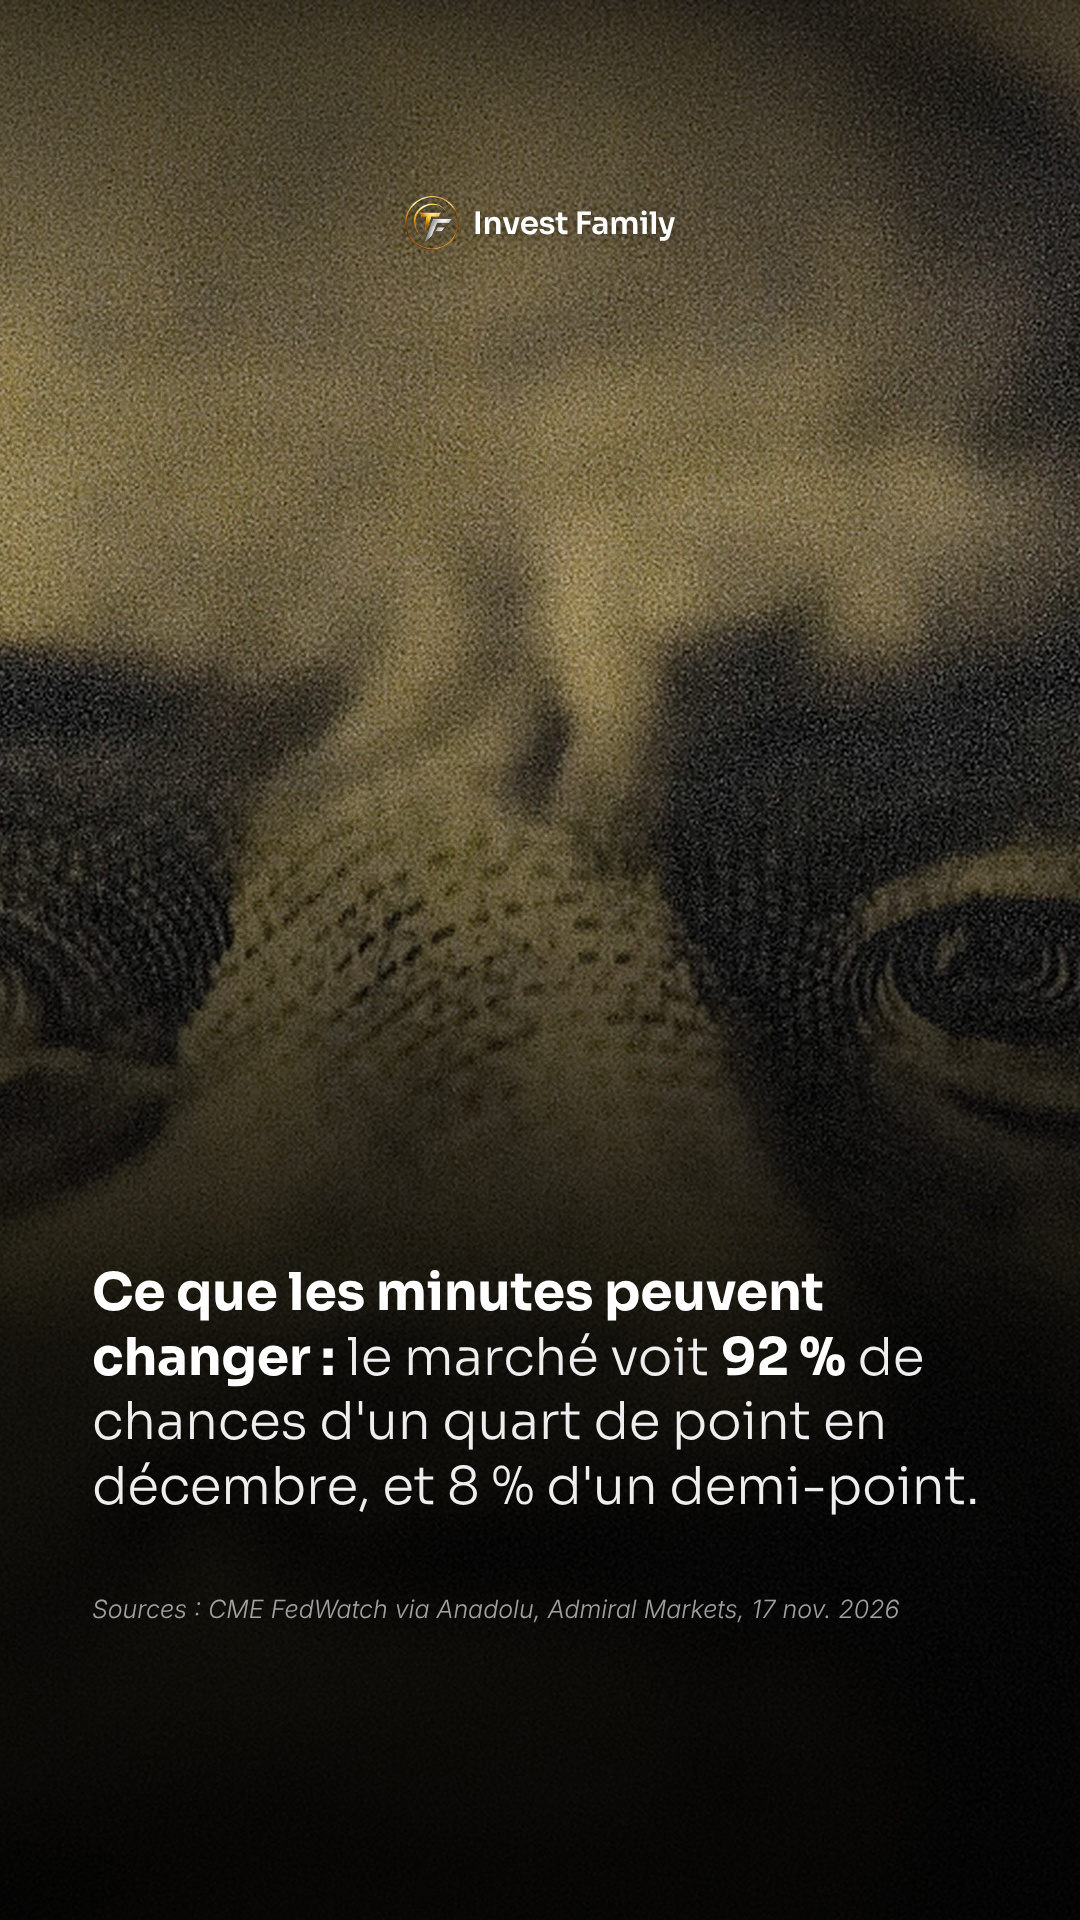 Invest Family
Ce que les minutes peuvent
changer : le marché voit 92 % de
chances d'un quart de point en
décembre, et 8 % d'un demi-point.
Sources : CME FedWatch via Anadolu, Admiral Markets, 17 nov. 2026